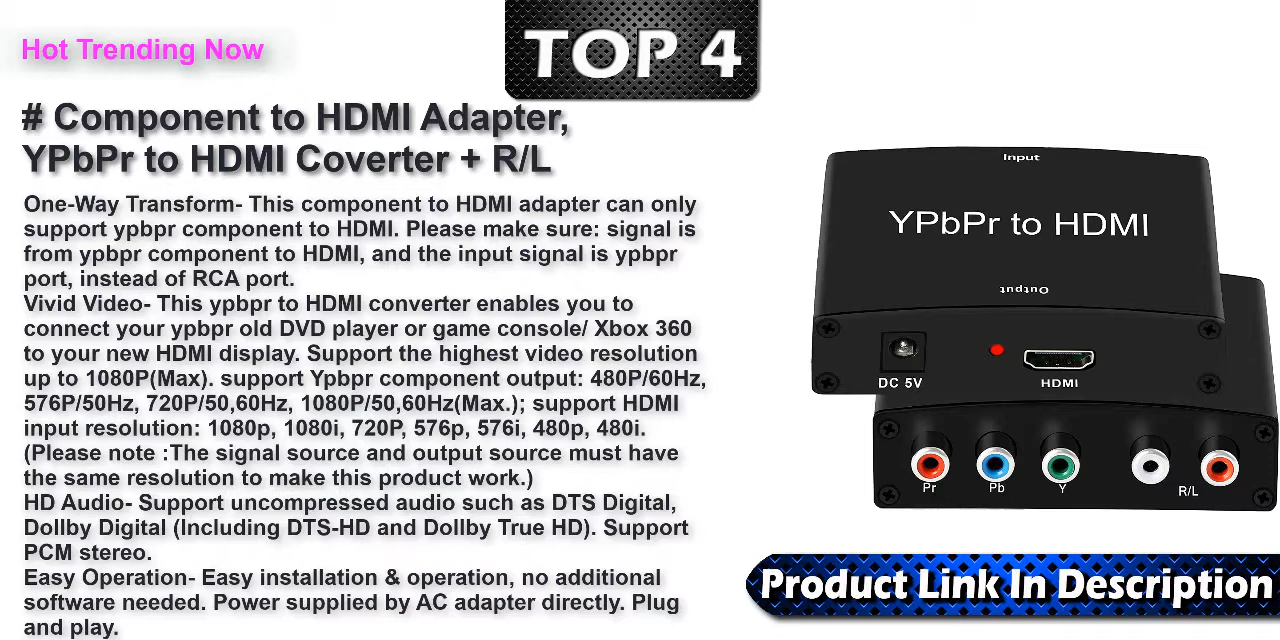 TOP 4
Hot Trending Now
# Component to HDMI Adapter,
YPbPr to HDMI Coverter + R/L
One-Way Transform- This component to HDMI adapter can only
support ypbpr component to HDMI. Please make sure: signal is
from ypbpr component to HDMI, and the input signal is ypbpr
port, instead of RCA port.
Vivid Video- This ypbpr to HDMI converter enables you to
connect your ypbpr old DVD player or game console/ Xbox 360
to your new HDMI display. Support the highest video resolution
up to 1080P(Max). support Ypbpr component output: 480P/60Hz,
576P/50Hz, 720P/50,60Hz, 1080P/50,60Hz(Max.); support HDMI
input resolution: 1080p, 1080i, 720P, 576p, 576i, 480p, 480i.
(Please note :The signal source and output source must have
the same resolution to make this product work.)
HD Audio- Support uncompressed audio such as DTS Digital,
Dollby Digital (Including DTS-HD and Dollby True HD). Support
PCM stereo.
Easy Operation- Easy installation & operation, no additional
software needed. Power supplied by AC adapter directly. Plug
and play.
Input
YPbPr to HDMI
Output
DC 5V
HDMI
Pr Pb Y R/L
Product Link In Description